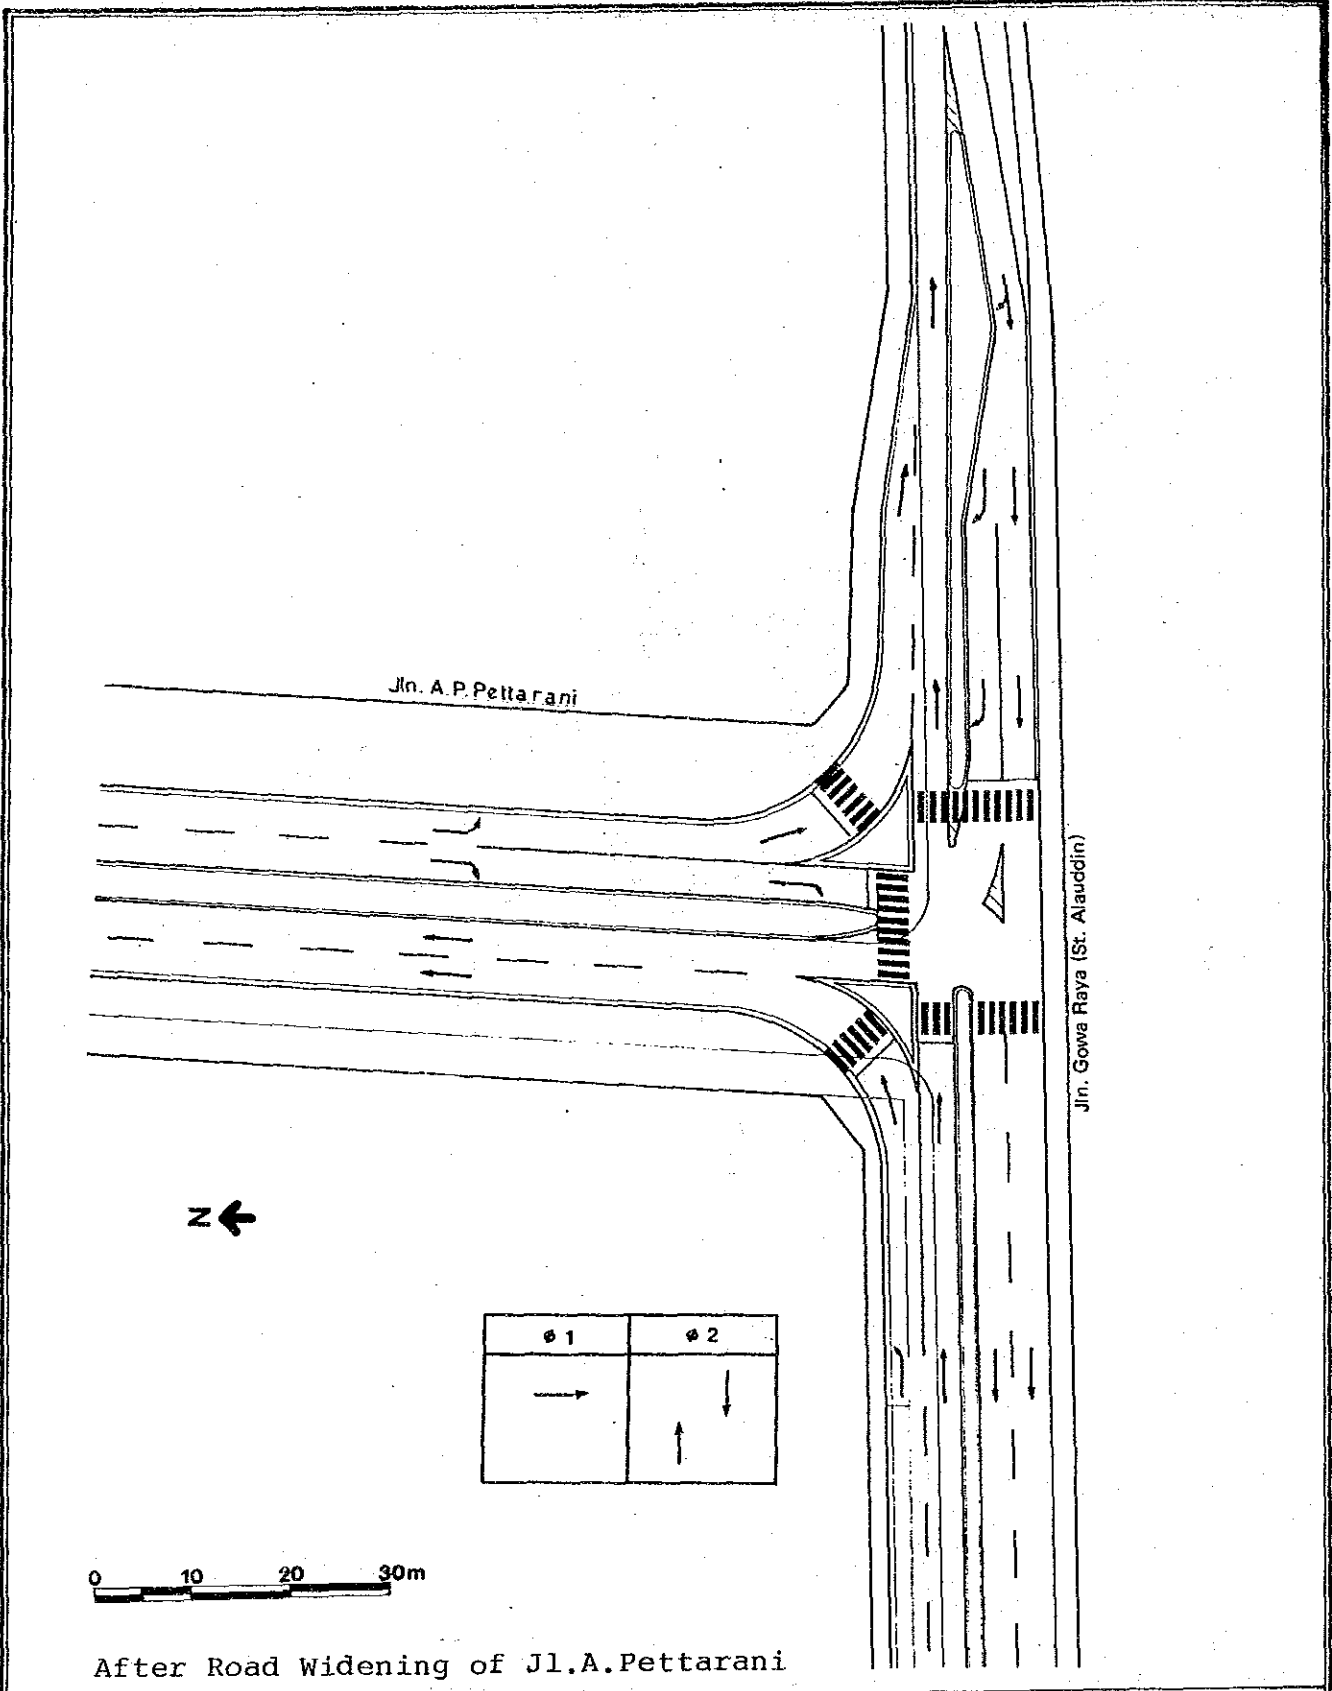 Jln. A.P. Pettarani
Jln. Gowa Raya (St. Alauddin)
N
ø 1 ø 2
0 10 20 30m
After Road Widening of Jl.A.Pettarani